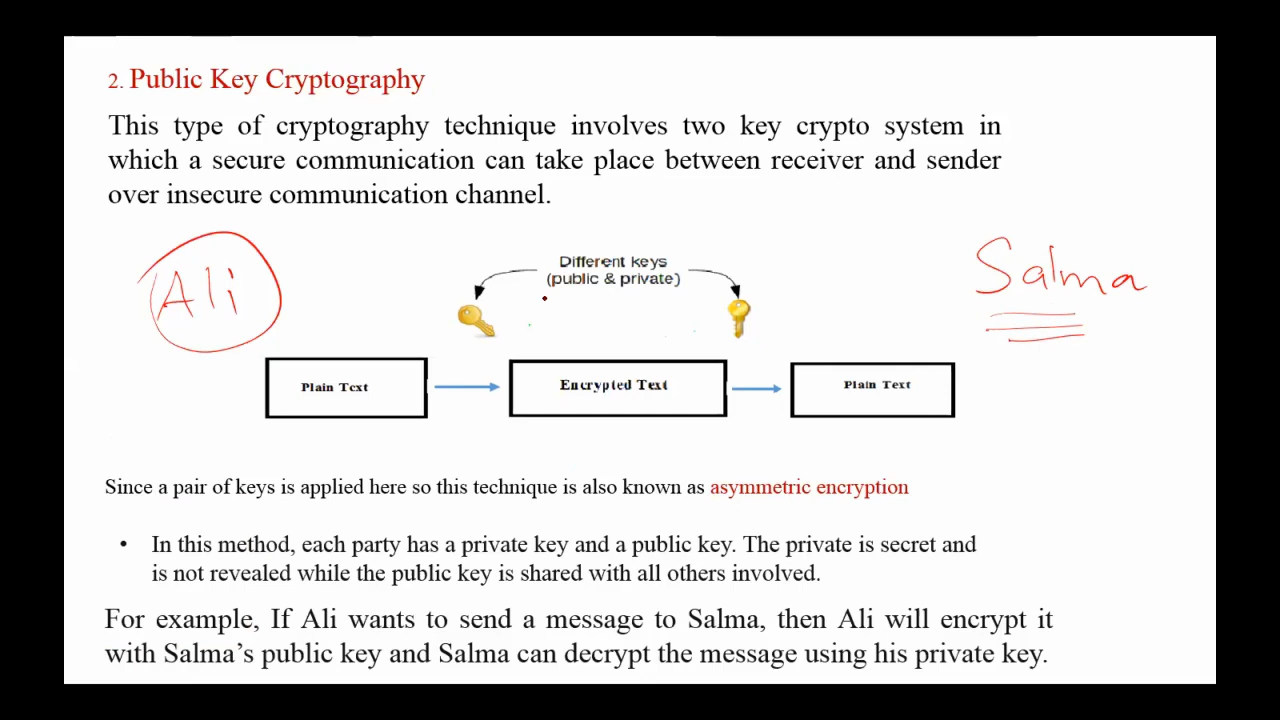 2. Public Key Cryptography
This type of cryptography technique involves two key crypto system in
which a secure communication can take place between receiver and sender
over insecure communication channel.
Ali
Different keys
(public & private)
Salma
Plain Text
Encrypted Text
Plain Text
Since a pair of keys is applied here so this technique is also known as asymmetric encryption
• In this method, each party has a private key and a public key. The private is secret and
is not revealed while the public key is shared with all others involved.
For example, If Ali wants to send a message to Salma, then Ali will encrypt it
with Salma’s public key and Salma can decrypt the message using his private key.